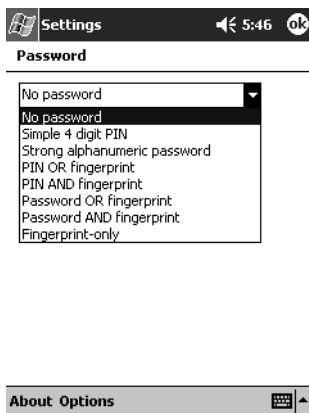 Settings 5:46 ok
Password
No password
No password
Simple 4 digit PIN
Strong alphanumeric password
PIN OR fingerprint
PIN AND fingerprint
Password OR fingerprint
Password AND fingerprint
Fingerprint-only
About Options